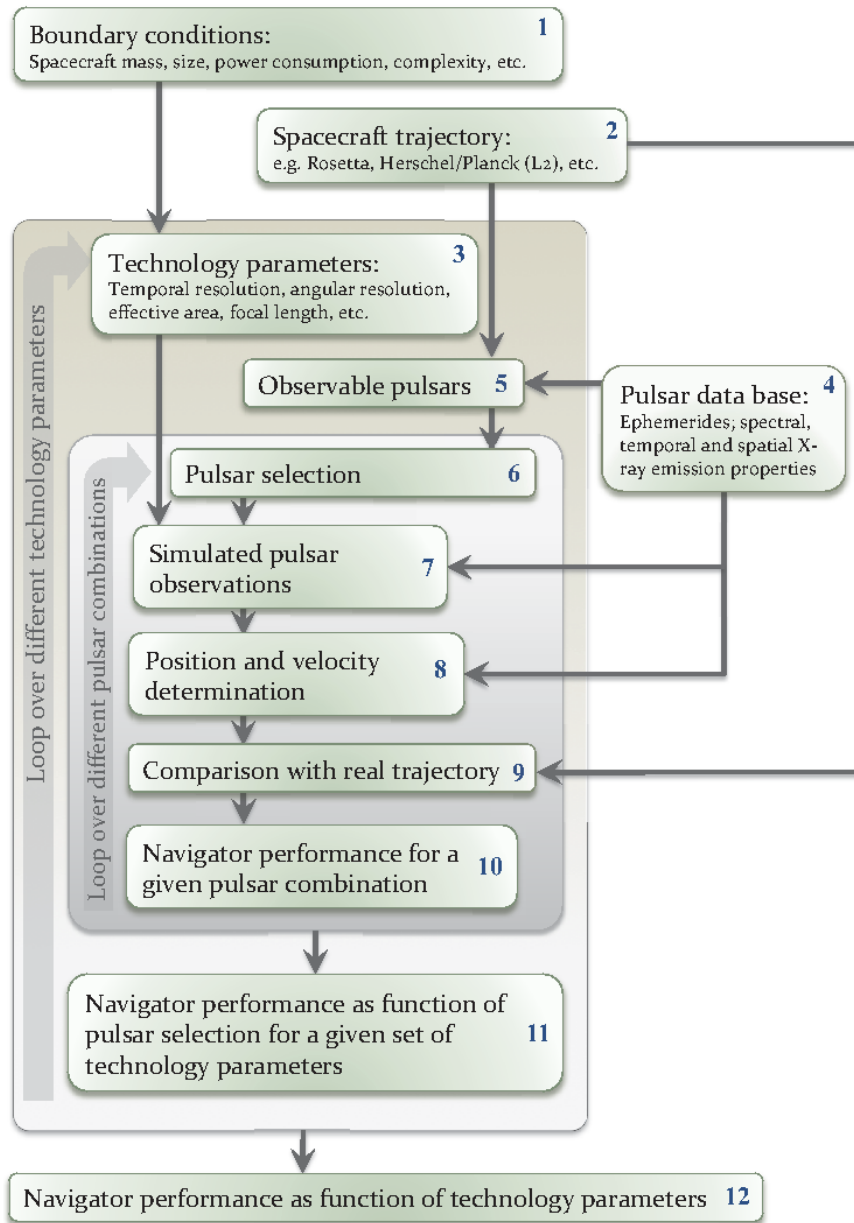 Boundary conditions: 1
Spacecraft mass, size, power consumption, complexity, etc.
Spacecraft trajectory: 2
e.g. Rosetta, Herschel/Planck (L2), etc.
Loop over different technology parameters
Technology parameters: 3
Temporal resolution, angular resolution,
effective area, focal length, etc.
Observable pulsars 5
Pulsar data base: 4
Ephemerides; spectral,
temporal and spatial X-
ray emission properties
Loop over different pulsar combinations
Pulsar selection 6
Simulated pulsar
observations 7
Position and velocity
determination 8
Comparison with real trajectory 9
Navigator performance for a
given pulsar combination 10
Navigator performance as function of
pulsar selection for a given set of
technology parameters 11
Navigator performance as function of technology parameters 12